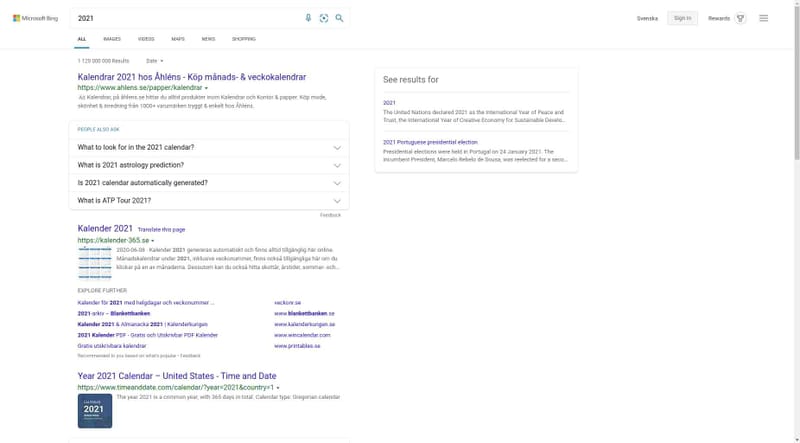 Microsoft Bing
2021
Svenska
Sign in
Rewards
ALL
IMAGES
VIDEOS
MAPS
NEWS
SHOPPING
1 120 000 000 Results
Date
Kalendrar 2021 hos Åhléns - Köp månads- & veckokalendrar
https://www.ahlens.se/papper/kalendrar
Ad Kalendrar, på åhlens.se hittar du alltid produkter inom Kalendrar och Kontor & papper. Köp mode,
skönhet & inredning från 1000+ varumärken tryggt & enkelt hos Åhléns.
PEOPLE ALSO ASK
What to look for in the 2021 calendar?
What is 2021 astrology prediction?
Is 2021 calendar automatically generated?
What is ATP Tour 2021?
Feedback
Kalender 2021 Translate this page
https://kalender-365.se
2020-06-08 · Kalender 2021 genereras automatiskt och finns alltid tillgänglig här online.
Månadskalendrar under 2021, inklusive veckonummer, finns också tillgängliga här om du
klickar på en av månaderna. Dessutom kan du också hitta skottår, årstider, sommar- och...
EXPLORE FURTHER
Kalender för 2021 med helgdagar och veckonummer ... veckonr.se
2021-arkiv – Blankettbanken www.blankettbanken.se
Kalender 2021 & Almanacka 2021 | Kalenderkungen www.kalenderkungen.se
2021 Kalender PDF - Gratis och Utskrivbar PDF Kalender www.wincalendar.com
Gratis utskrivbara kalendrar www.printables.se
Recommended to you based on what's popular • Feedback
Year 2021 Calendar – United States - Time and Date
https://www.timeanddate.com/calendar/?year=2021&country=1
The year 2021 is a common year, with 365 days in total. Calendar type: Gregorian calendar
2021
See results for
2021
The United Nations declared 2021 as the International Year of Peace and
Trust, the International Year of Creative Economy for Sustainable Develo...
2021 Portuguese presidential election
Presidential elections were held in Portugal on 24 January 2021. The
incumbent President, Marcelo Rebelo de Sousa, was reelected for a seco...